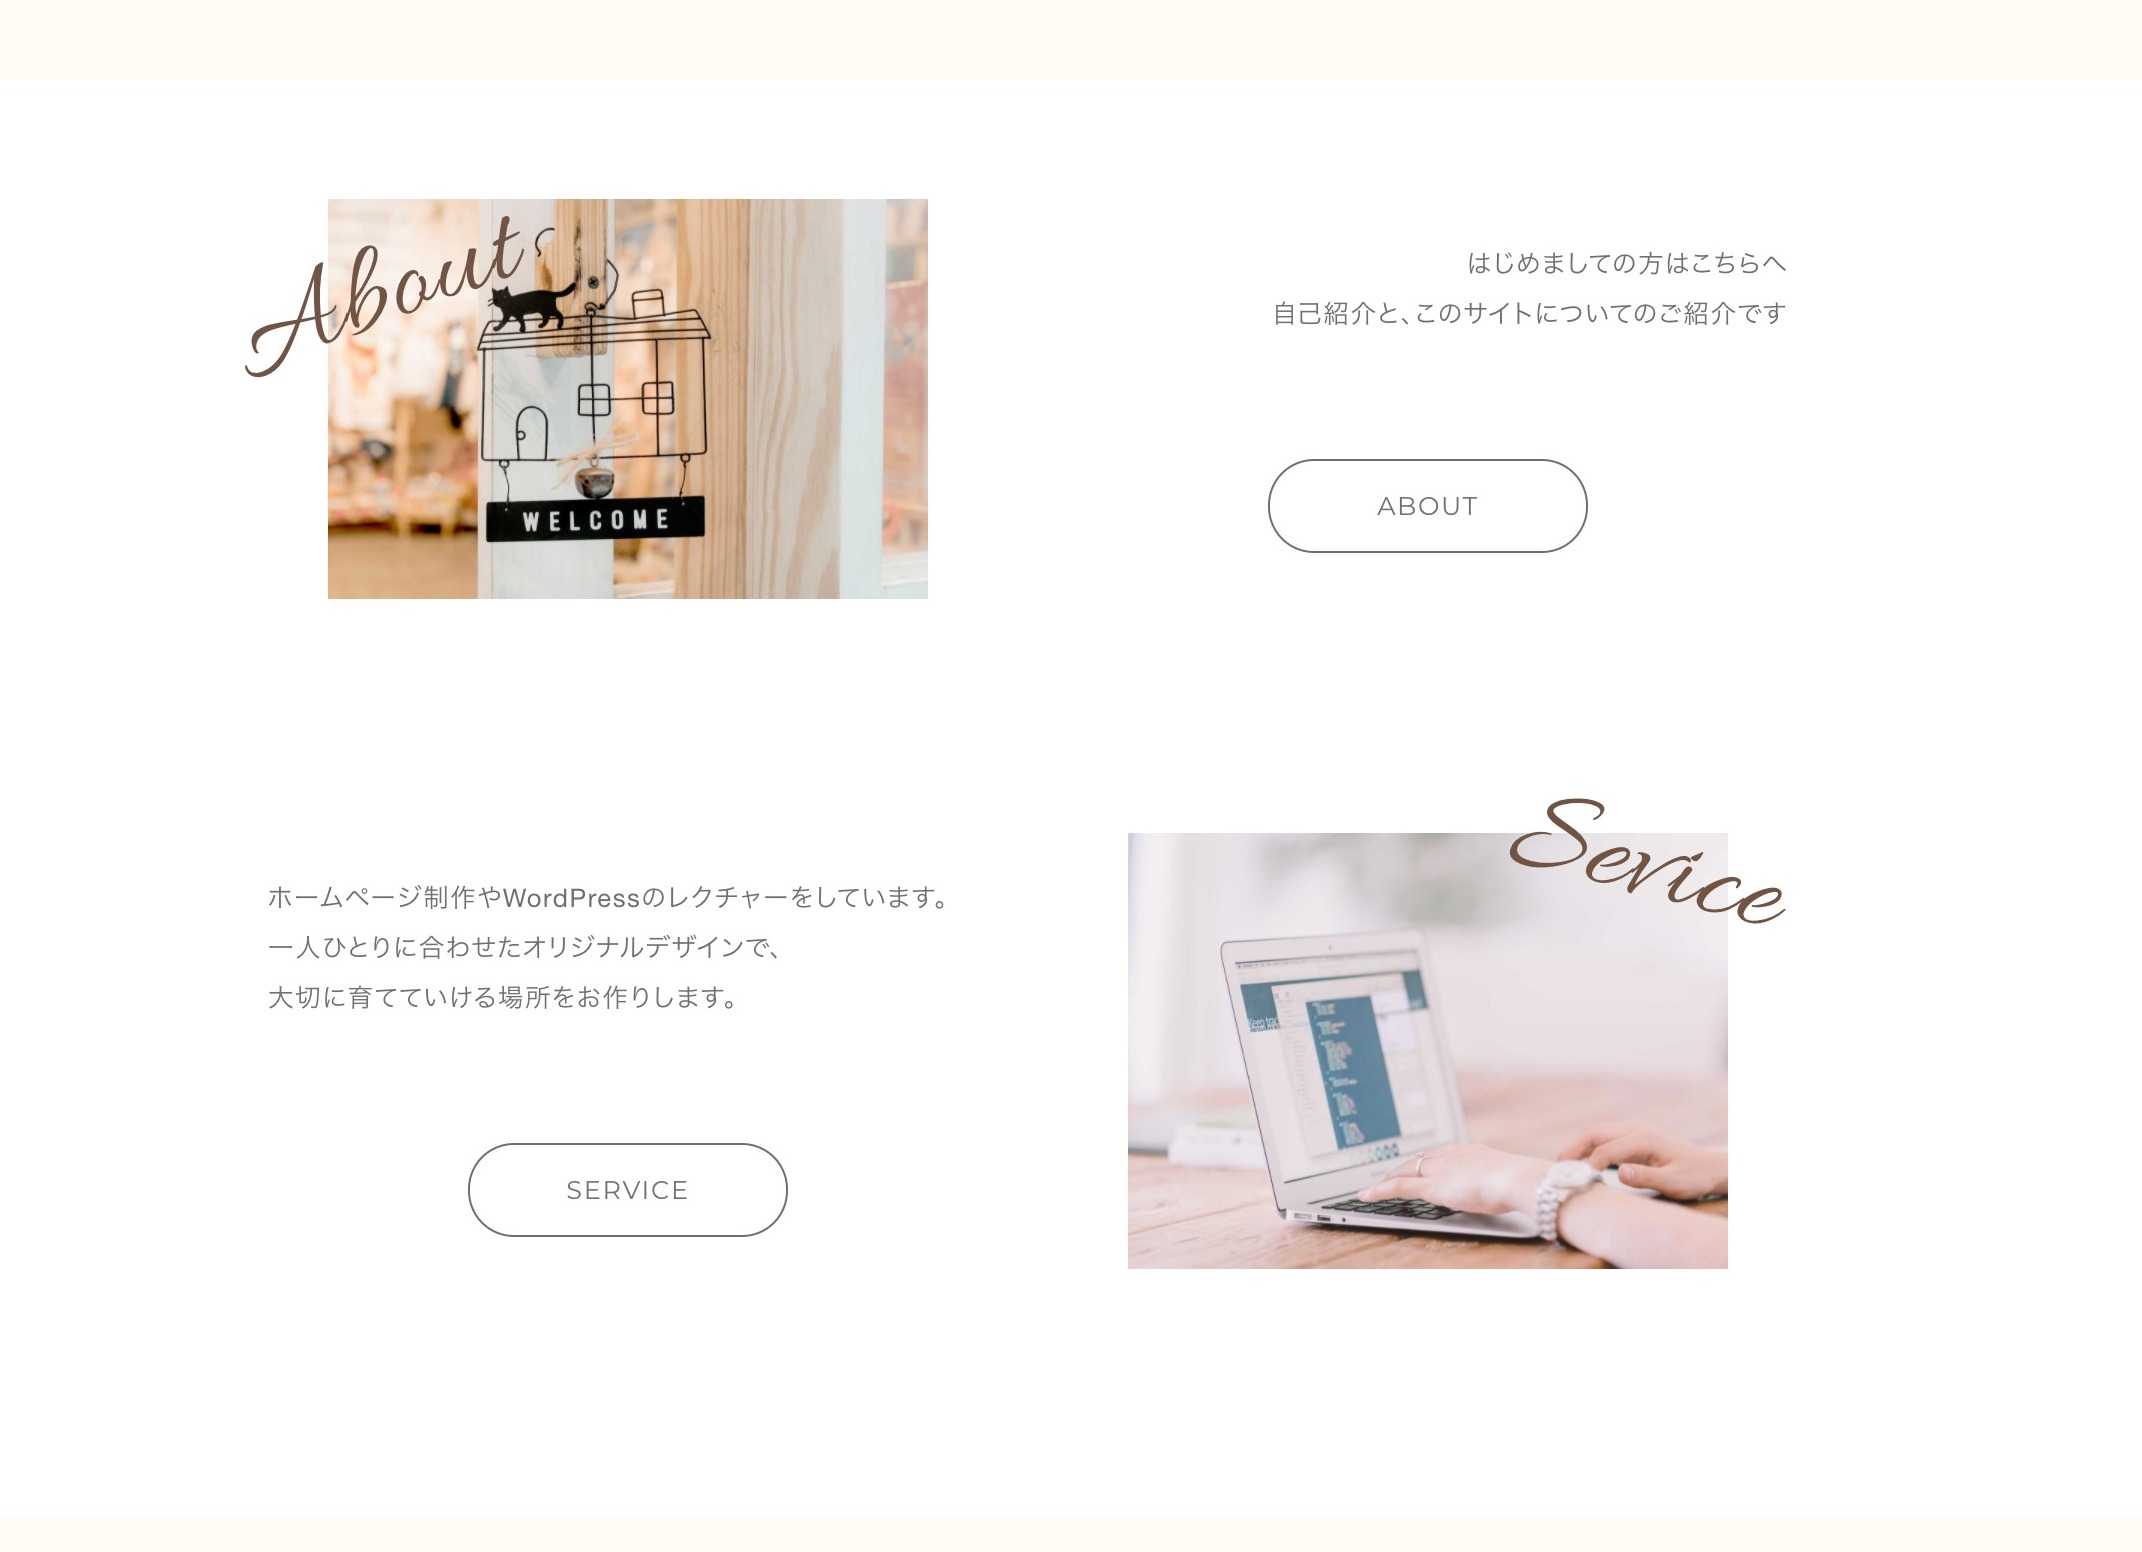 About
WELCOME
はじめましての方はこちらへ
自己紹介と、このサイトについてのご紹介です
ABOUT
Sevice
ホームページ制作やWordPressのレクチャーをしています。
一人ひとりに合わせたオリジナルデザインで、
大切に育てていける場所をお作りします。
SERVICE